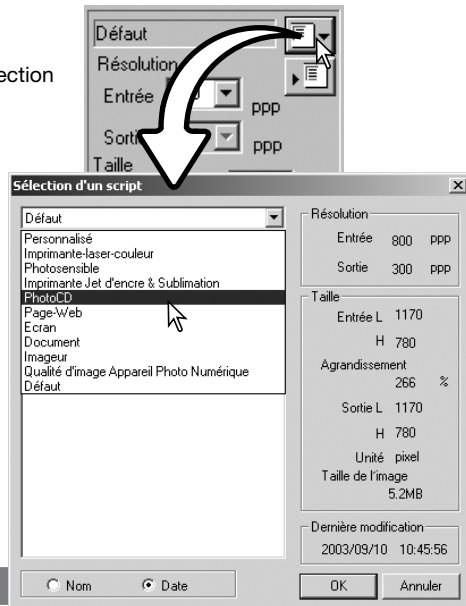 Défaut
ection
Résolution
Entrée ppp
Sortie ppp
Taille
Sélection d'un script
Défaut
Personnalisé
Imprimante-laser-couleur
Photosensible
Imprimante Jet d'encre & Sublimation
PhotoCD
Page-Web
Ecran
Document
Imageur
Qualité d'image Appareil Photo Numérique
Défaut
Nom Date
Résolution
Entrée 800 ppp
Sortie 300 ppp
Taille
Entrée L 1170
H 780
Agrandissement
266 %
Sortie L 1170
H 780
Unité pixel
Taille de l'image
5.2MB
Dernière modification
2003/09/10 10:45:56
OK Annuler